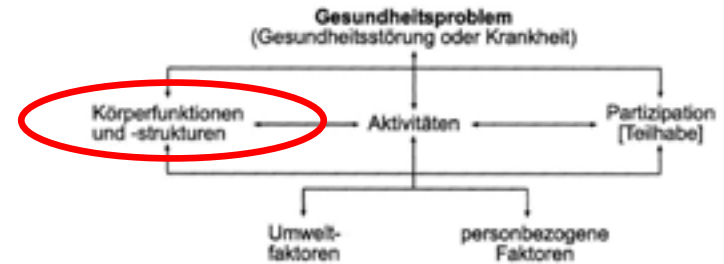 Gesundheitsproblem
(Gesundheitsstörung oder Krankheit)
Körperfunktionen
und -strukturen
Aktivitäten
Partizipation
[Teilhabe]
Umwelt-
faktoren
personbezogene
Faktoren